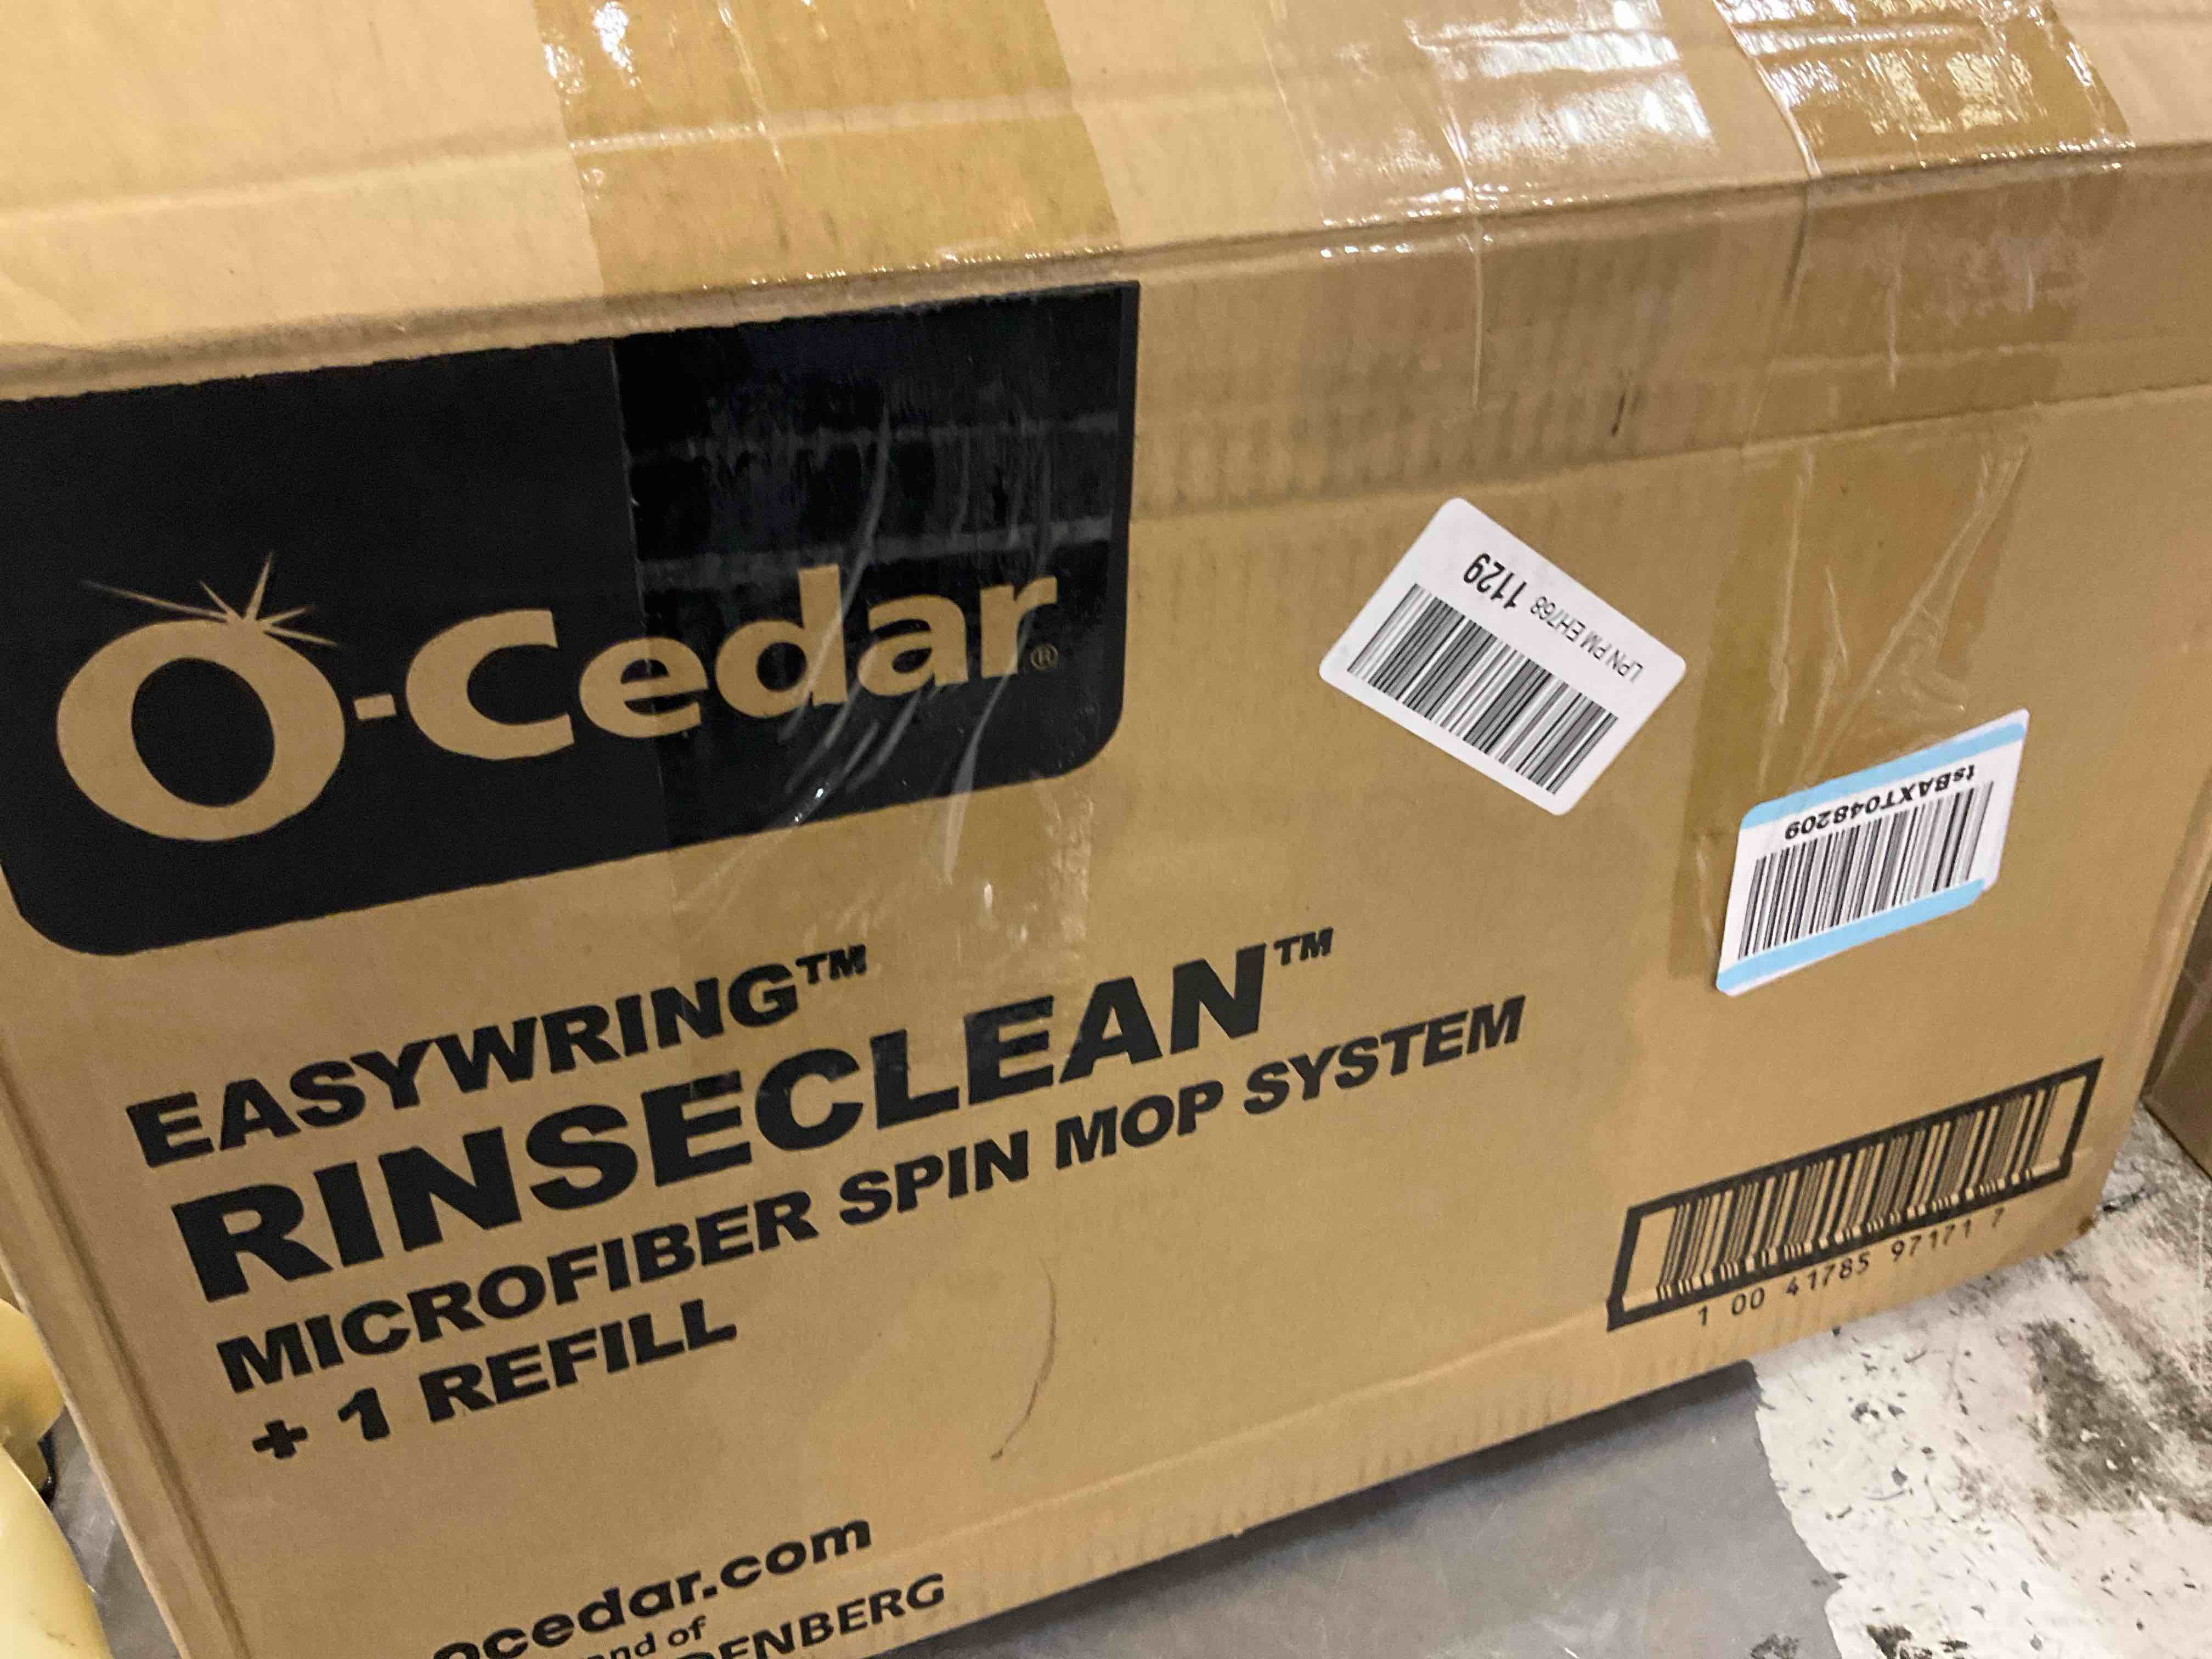 O-Cedar®
LPN PM EH768 1129
tsBAXT048209
EASYWRING™
RINSECLEAN™
MICROFIBER SPIN MOP SYSTEM
+ 1 REFILL
1 00 41785 97171 7
ocedar.com
of